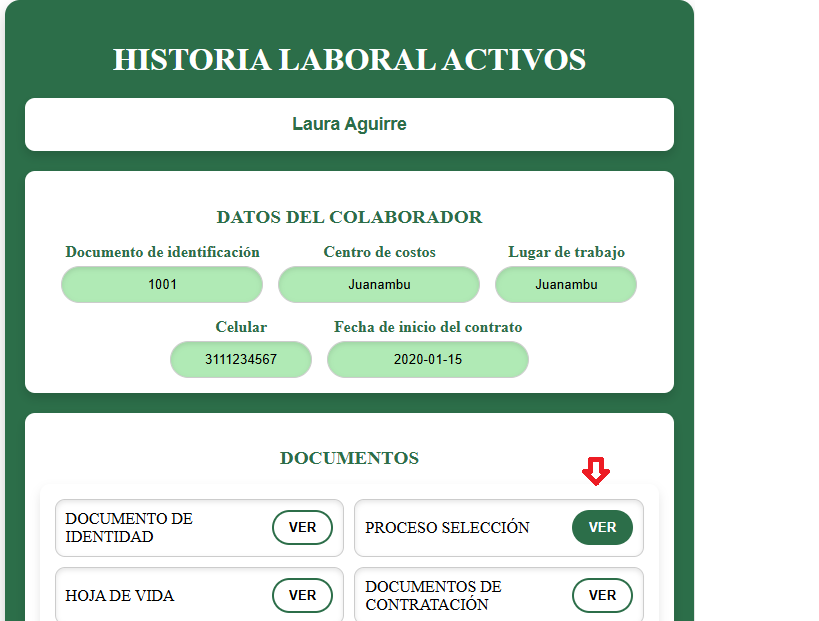 HISTORIA LABORAL ACTIVOS
Laura Aguirre
DATOS DEL COLABORADOR
Documento de identificación
1001
Centro de costos
Juanambu
Lugar de trabajo
Juanambu
Celular
3111234567
Fecha de inicio del contrato
2020-01-15
DOCUMENTOS
DOCUMENTO DE
IDENTIDAD
VER
PROCESO SELECCIÓN
VER
HOJA DE VIDA
VER
DOCUMENTOS DE
CONTRATACIÓN
VER